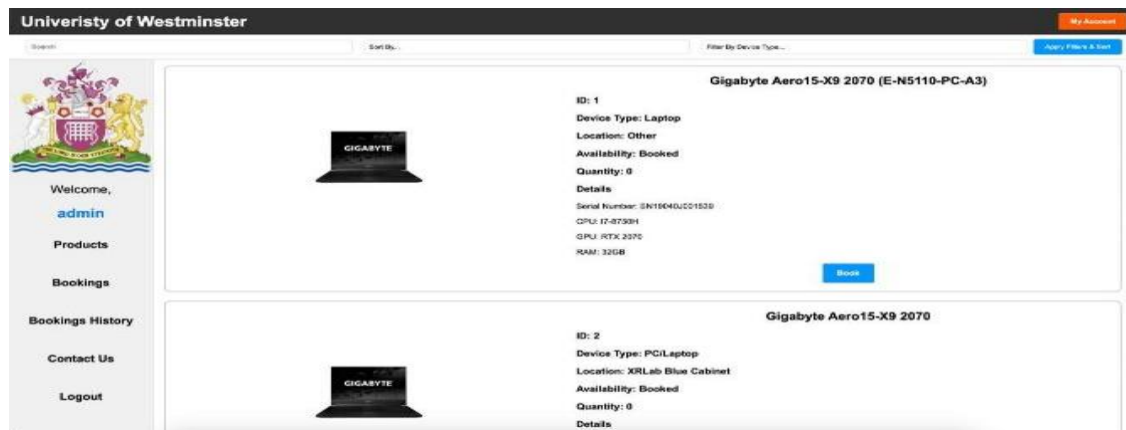 Univeristy of Westminster
My Account
Search
Sort By...
Filter By Device Type...
Apply Filters & Sort
Welcome,
admin
Products
Bookings
Bookings History
Contact Us
Logout
Gigabyte Aero15-X9 2070 (E-N5110-PC-A3)
GIGABYTE
ID: 1
Device Type: Laptop
Location: Other
Availability: Booked
Quantity: 0
Details
Serial Number:
CPU: I7-8750H
GPU: RTX 2070
RAM: 32GB
Book
Gigabyte Aero15-X9 2070
GIGABYTE
ID: 2
Device Type: PC/Laptop
Location: XRLab Blue Cabinet
Availability: Booked
Quantity: 0
Details